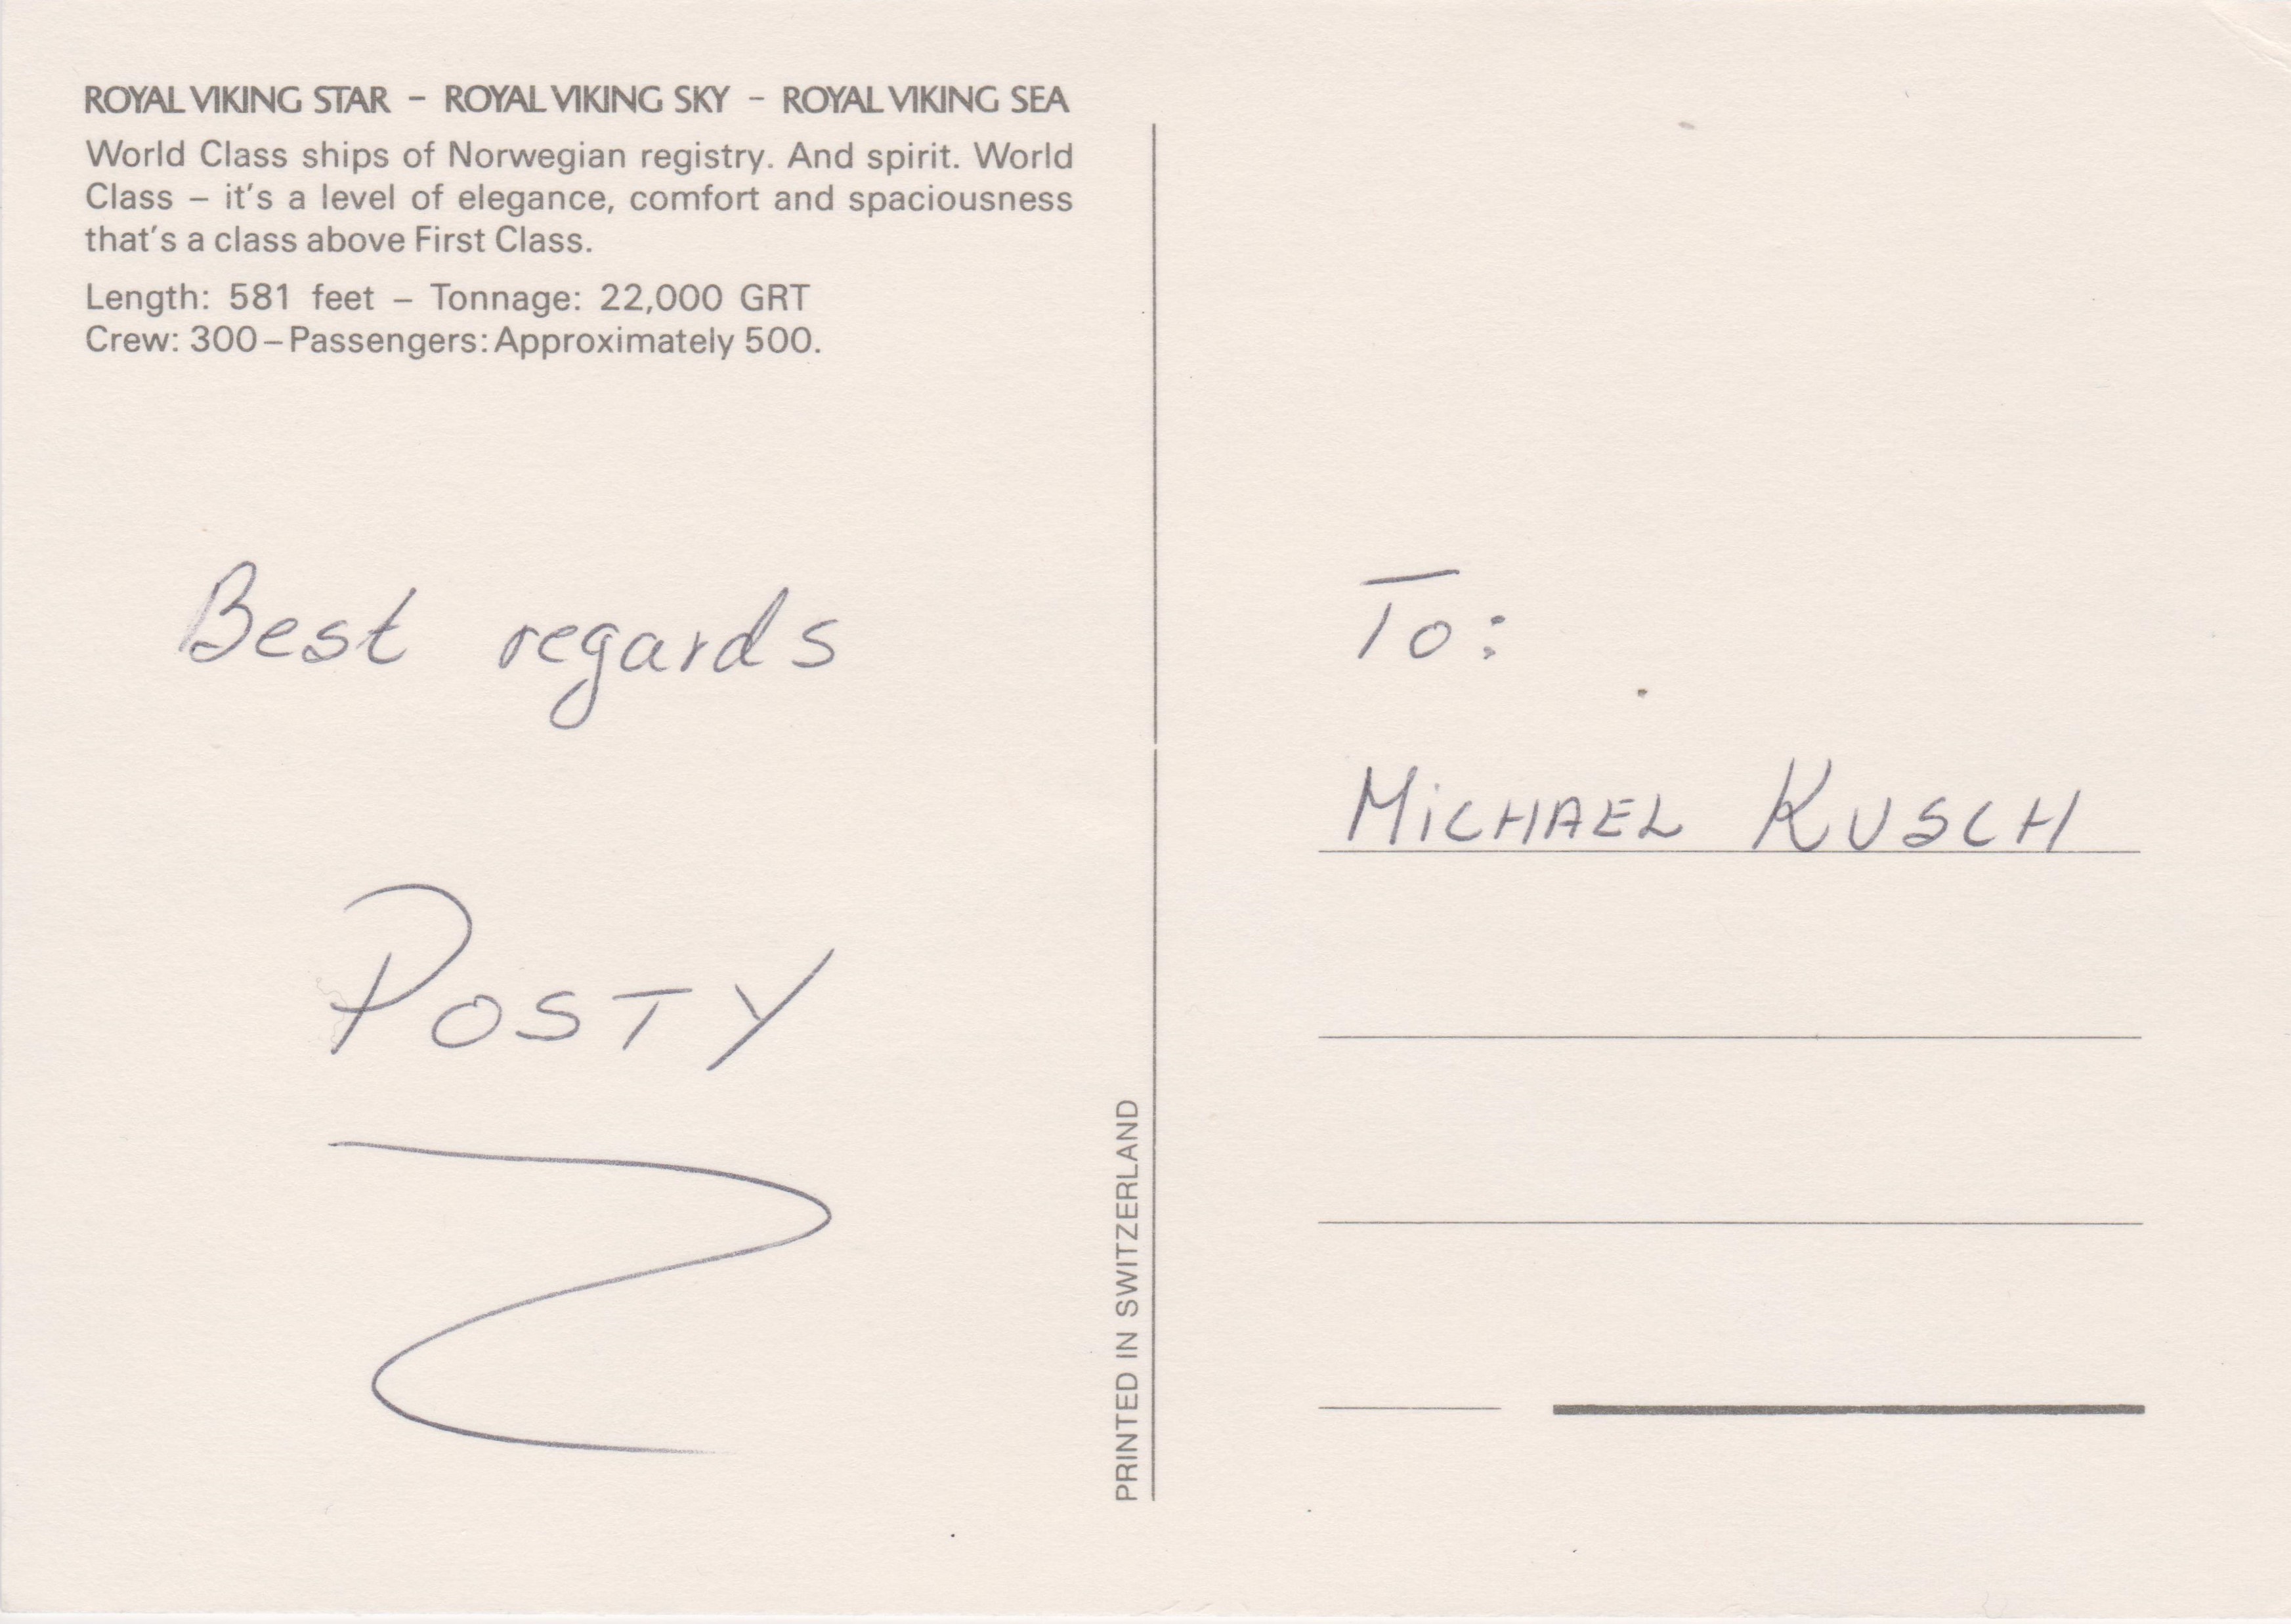 ROYAL VIKING STAR – ROYAL VIKING SKY – ROYAL VIKING SEA
World Class ships of Norwegian registry. And spirit. World
Class – it's a level of elegance, comfort and spaciousness
that's a class above First Class.
Length: 581 feet – Tonnage: 22,000 GRT
Crew: 300 – Passengers: Approximately 500.
Best regards
POSTY
PRINTED IN SWITZERLAND
To:
MiCHAEL KUSCH